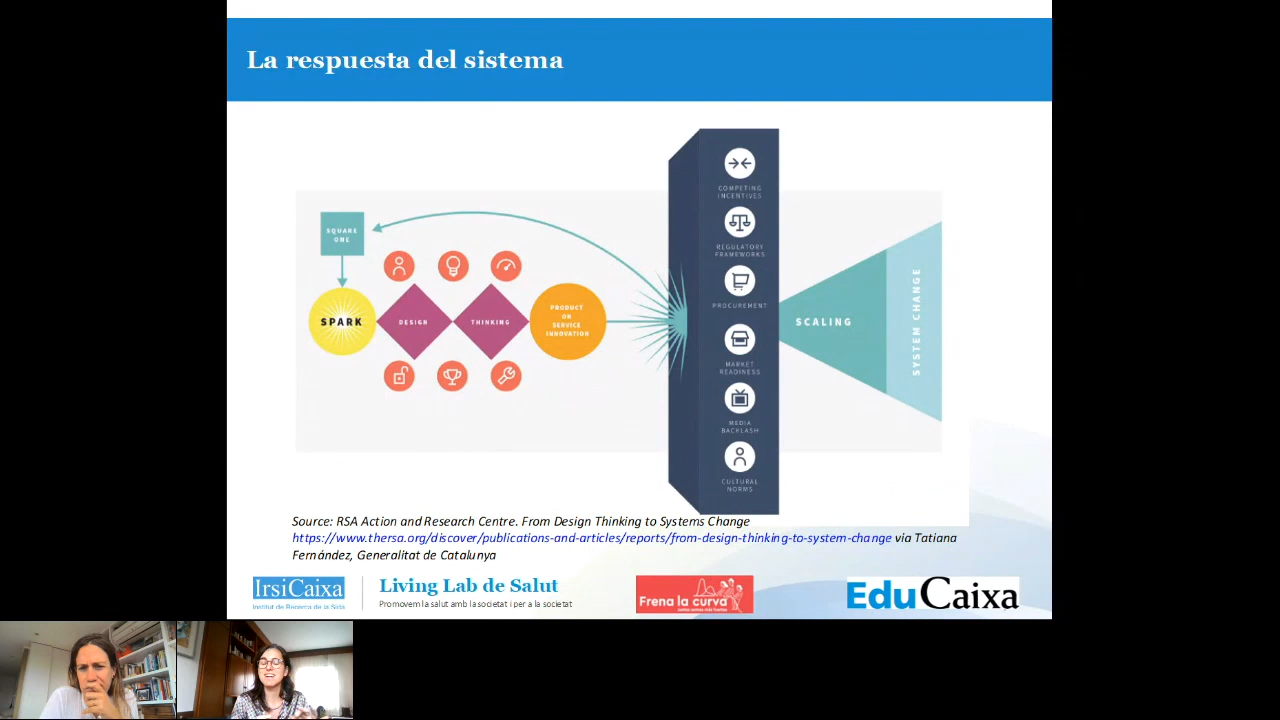 La respuesta del sistema
SQUARE
ONE
SPARK
DESIGN
THINKING
PRODUCT
OR
SERVICE
INNOVATION
COMPETING
INCENTIVES
REGULATORY
FRAMEWORKS
PROCUREMENT
MARKET
READINESS
MEDIA
BACKLASH
CULTURAL
NORMS
SCALING
SYSTEM CHANGE
Source: RSA Action and Research Centre. From Design Thinking to Systems Change
https://www.thersa.org/discover/publications-and-articles/reports/from-design-thinking-to-system-change via Tatiana
Fernández, Generalitat de Catalunya
IrsiCaixa
Institut de Recerca de la Sida
Living Lab de Salut
Promovem la salut amb la societat i per a la societat
Frena la curva
EduCaixa